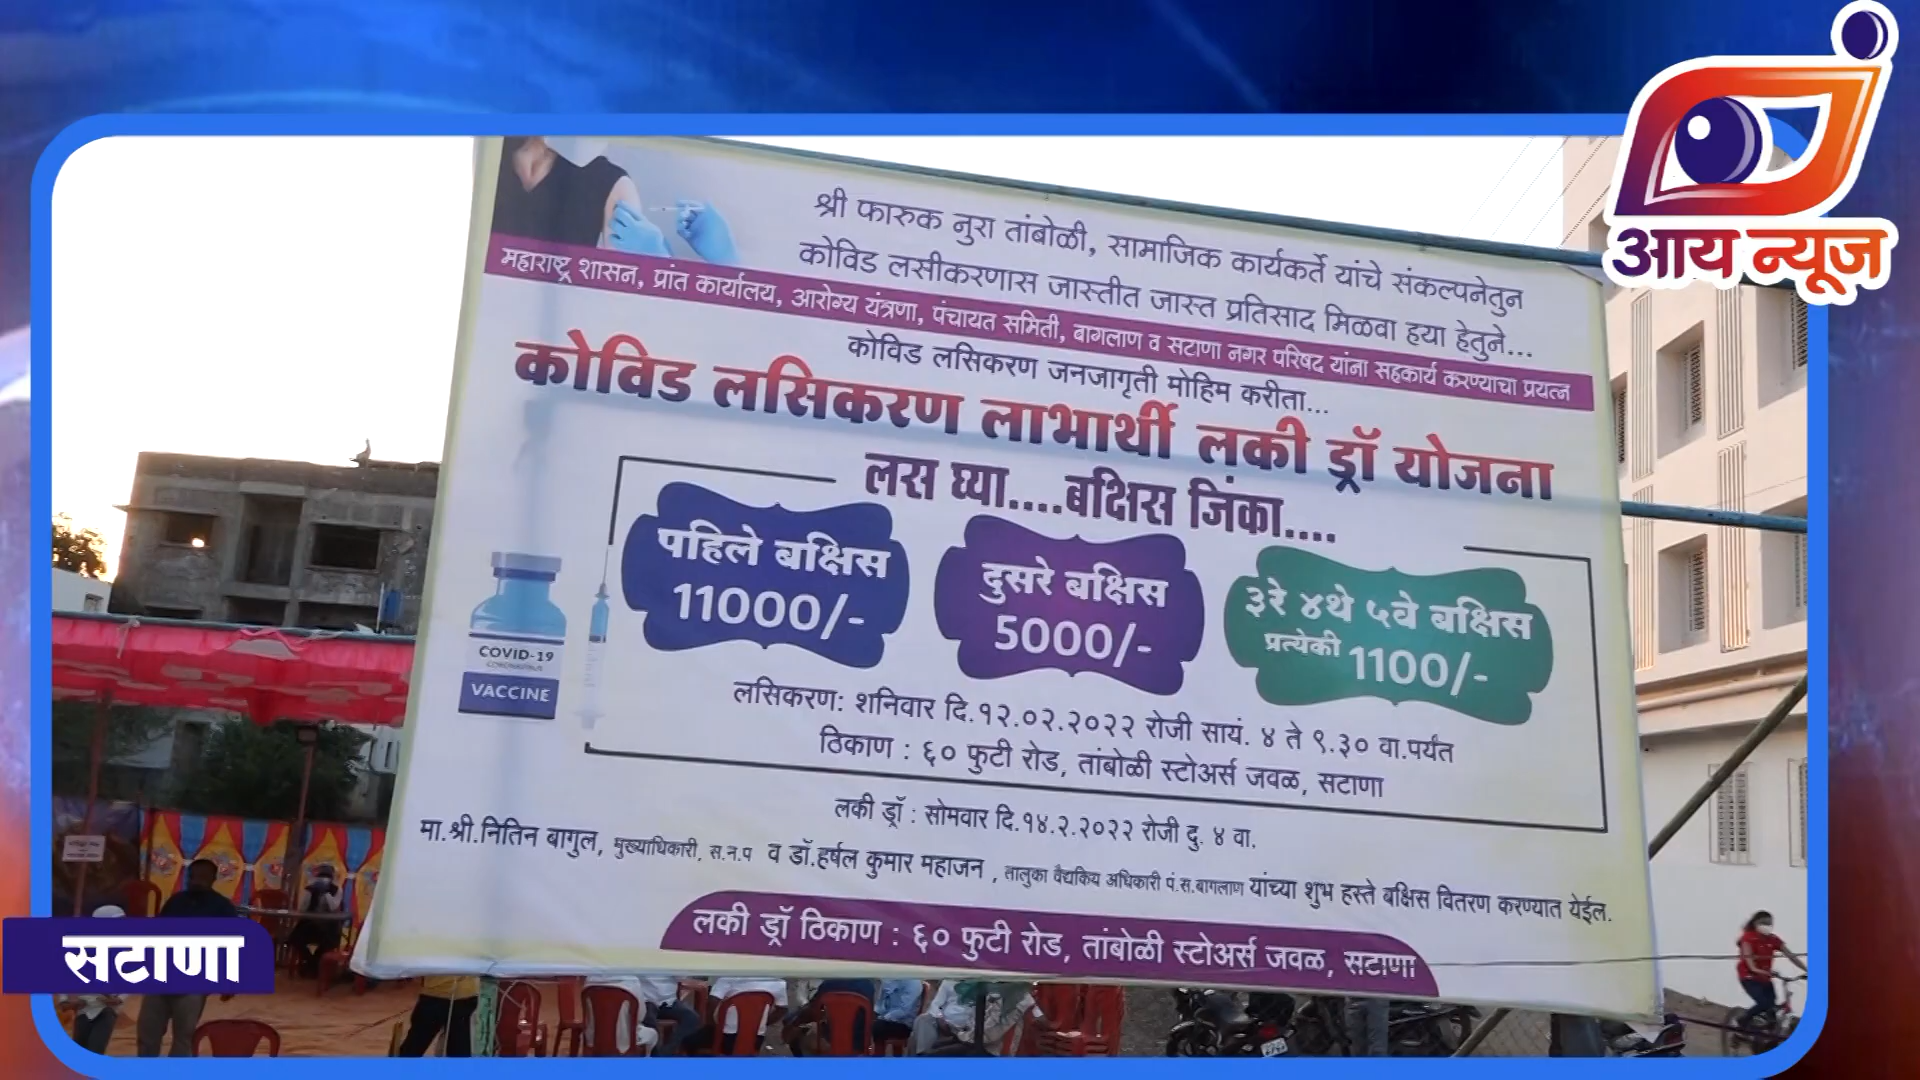 आय न्यूज
श्री फारुक नुरा तांबोळी, सामाजिक कार्यकर्ते यांचे संकल्पनेतुन
कोविड लसीकरणास जास्तीत जास्त प्रतिसाद मिळवा हया हेतुने...
महाराष्ट्र शासन, प्रांत कार्यालय, आरोग्य यंत्रणा, पंचायत समिती, बागलाण व सटाणा नगर परिषद यांना सहकार्य करण्याचा प्रयत्न
कोविड लसिकरण जनजागृती मोहिम करीता...
कोविड लसिकरण लाभार्थी लकी ड्रॉ योजना
लस घ्या....बक्षिस जिंका....
पहिले बक्षिस
11000/-
दुसरे बक्षिस
5000/-
३रे ४थे ५वे बक्षिस
प्रत्येकी 1100/-
COVID-19
CORONAVIRUS
VACCINE
लसिकरण: शनिवार दि.१२.०२.२०२२ रोजी सायं. ४ ते ९.३० वा.पर्यंत
ठिकाण : ६० फुटी रोड, तांबोळी स्टोअर्स जवळ, सटाणा
लकी ड्रॉ : सोमवार दि.१४.२.२०२२ रोजी दु. ४ वा.
मा.श्री.नितिन बागुल, मुख्याधिकारी, स.न.प व डॉ.हर्षल कुमार महाजन , तालुका वैद्यकिय अधिकारी पं.स.बागलाण यांच्या शुभ हस्ते बक्षिस वितरण करण्यात येईल.
लकी ड्रॉ ठिकाण : ६० फुटी रोड, तांबोळी स्टोअर्स जवळ, सटाणा
सटाणा